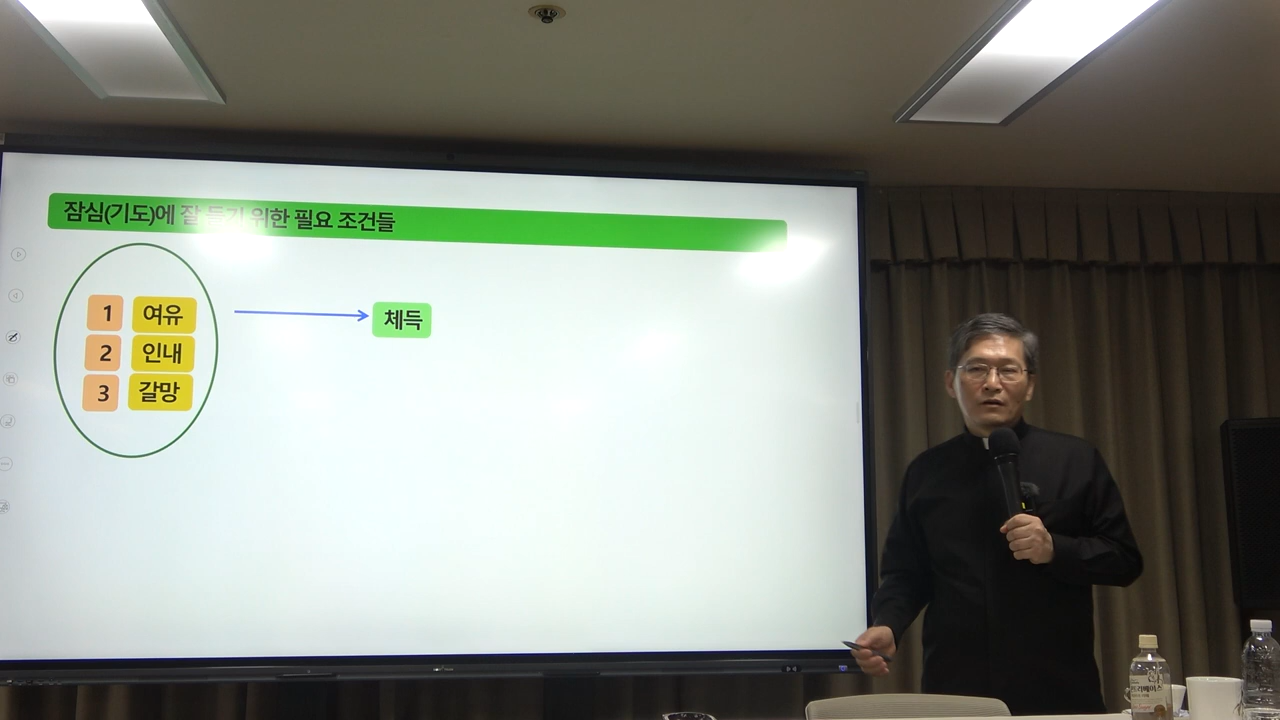 잠심(기도)에 잘 듣기 위한 필요 조건들
1 여유
2 인내
3 갈망
체득